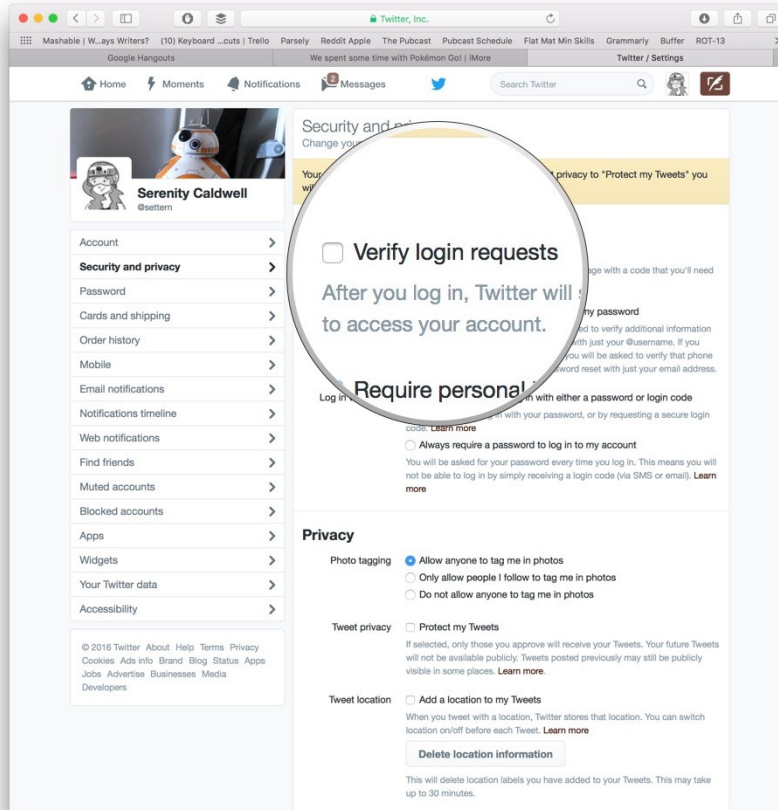 Twitter, Inc.
Mashable | W...ays Writers? (10) Keyboard ...cuts | Trello Parsely Reddit Apple The Pubcast Pubcast Schedule Flat Mat Min Skills Grammarly Buffer ROT-13
Google Hangouts We spent some time with Pokémon Go! | iMore Twitter / Settings
Home Moments Notifications 2 Messages Search Twitter
Serenity Caldwell
@settern
Account
Security and privacy
Password
Cards and shipping
Order history
Mobile
Email notifications
Notifications timeline
Web notifications
Find friends
Muted accounts
Blocked accounts
Apps
Widgets
Your Twitter data
Accessibility
© 2016 Twitter About Help Terms Privacy
Cookies Ads info Brand Blog Status Apps
Jobs Advertise Businesses Media
Developers
Security and
Change your
privacy to "Protect my Tweets" you
Verify login requests
After you log in, Twitter will
to access your account.
Require personal
with a code that you'll need
my password
to verify additional information
with just your @username. If you
you will be asked to verify that phone
reset with just your email address.
Log in with either a password or login code
with your password, or by requesting a secure login
code. Learn more
Always require a password to log in to my account
You will be asked for your password every time you log in. This means you will
not be able to log in by simply receiving a login code (via SMS or email). Learn
more
Privacy
Photo tagging Allow anyone to tag me in photos
Only allow people I follow to tag me in photos
Do not allow anyone to tag me in photos
Tweet privacy Protect my Tweets
If selected, only those you approve will receive your Tweets. Your future Tweets
will not be available publicly. Tweets posted previously may still be publicly
visible in some places. Learn more.
Tweet location Add a location to my Tweets
When you tweet with a location, Twitter stores that location. You can switch
location on/off before each Tweet. Learn more
Delete location information
This will delete location labels you have added to your Tweets. This may take
up to 30 minutes.